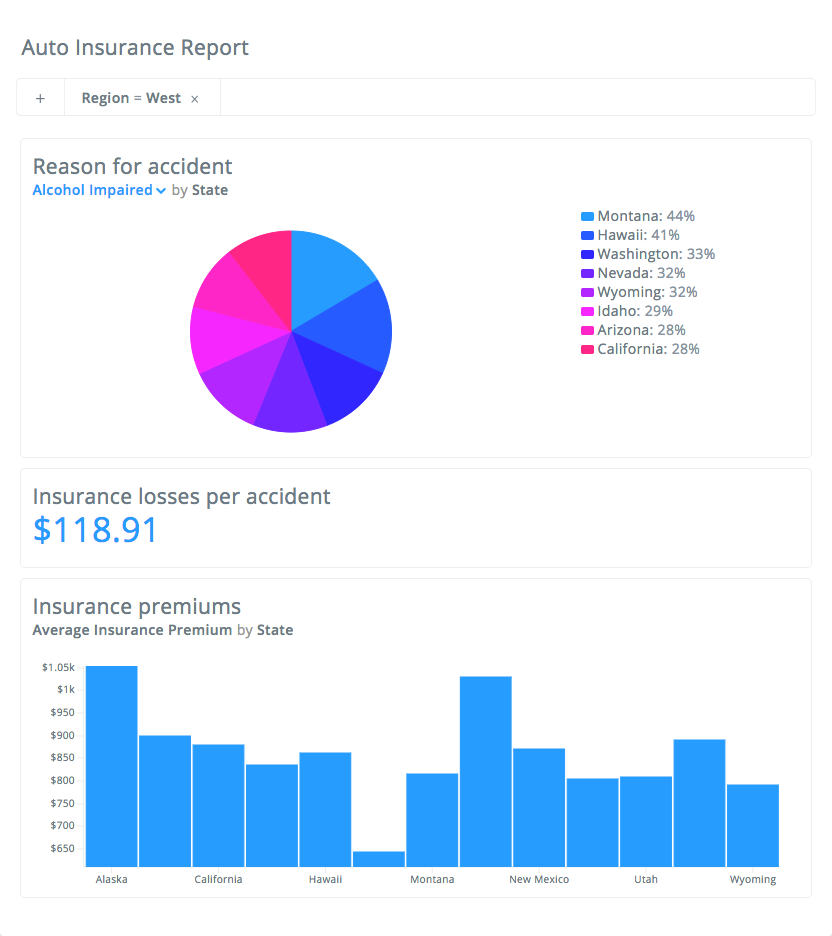 Auto Insurance Report
+ Region = West ×
Reason for accident
Alcohol Impaired by State
Montana: 44%
Hawaii: 41%
Washington: 33%
Nevada: 32%
Wyoming: 32%
Idaho: 29%
Arizona: 28%
California: 28%
Insurance losses per accident
$118.91
Insurance premiums
Average Insurance Premium by State
$1.05k
$1k
$950
$900
$850
$800
$750
$700
$650
Alaska California Hawaii Montana New Mexico Utah Wyoming